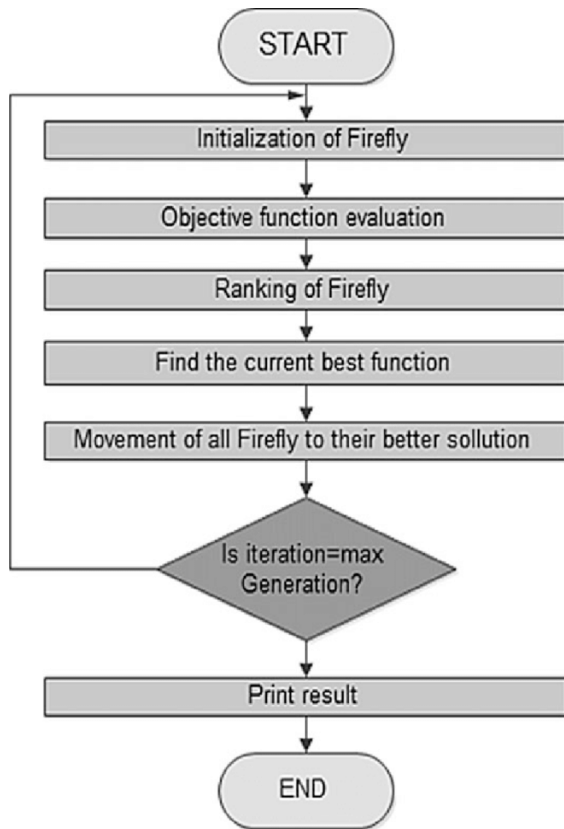 START
Initialization of Firefly
Objective function evaluation
Ranking of Firefly
Find the current best function
Movement of all Firefly to their better sollution
Is iteration=max
Generation?
Print result
END